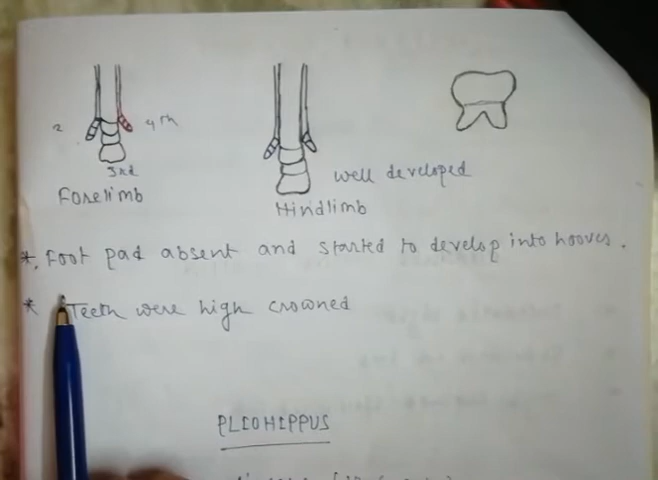 2
4th
3rd
Forelimb
Hindlimb
well developed
*. Foot pad absent and started to develop into hooves.
* Teeth were high crowned
PLIOHIPPUS